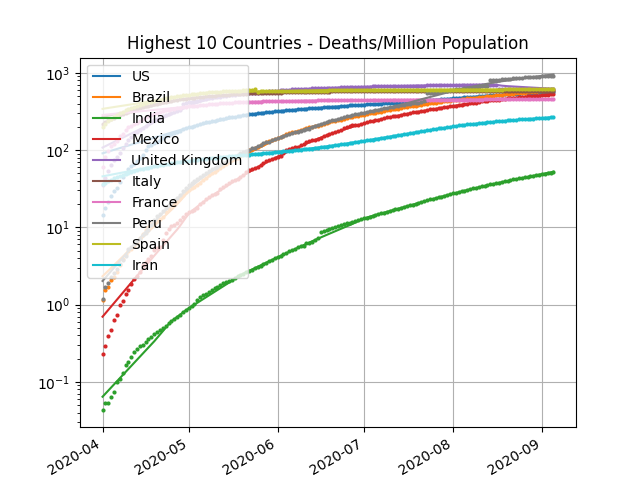 Highest 10 Countries - Deaths/Million Population
US
Brazil
India
Mexico
United Kingdom
Italy
France
Peru
Spain
Iran
10³
10²
10¹
10⁰
10⁻¹
2020-04
2020-05
2020-06
2020-07
2020-08
2020-09